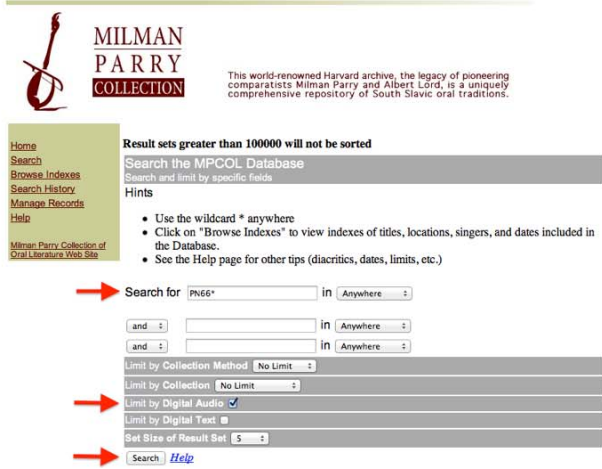 MILMAN
PARRY
COLLECTION
This world-renowned Harvard archive, the legacy of pioneering
comparatists Milman Parry and Albert Lord, is a uniquely
comprehensive repository of South Slavic oral traditions.
Home
Search
Browse Indexes
Search History
Manage Records
Help
Milman Parry Collection of
Oral Literature Web Site
Result sets greater than 100000 will not be sorted
Search the MPCOL Database
Search and limit by specific fields
Hints
• Use the wildcard * anywhere
• Click on "Browse Indexes" to view indexes of titles, locations, singers, and dates included in
the Database.
• See the Help page for other tips (diacritics, dates, limits, etc.)
Search for PN66* in Anywhere
and in Anywhere
and in Anywhere
Limit by Collection Method No Limit
Limit by Collection No Limit
Limit by Digital Audio
Limit by Digital Text
Set Size of Result Set 5
Search Help